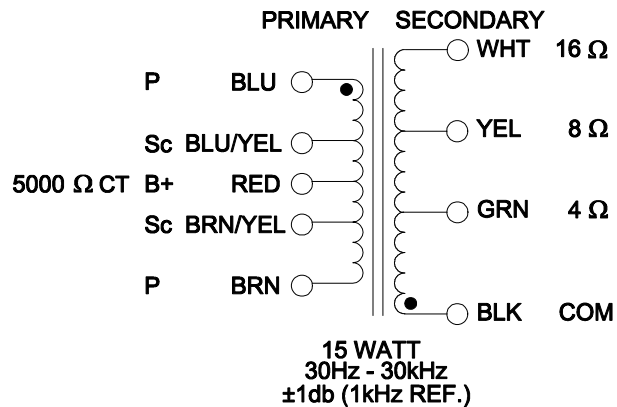 PRIMARY SECONDARY
WHT 16 Ω
P BLU
YEL 8 Ω
Sc BLU/YEL
5000 Ω CT B+ RED
GRN 4 Ω
Sc BRN/YEL
P BRN
BLK COM
15 WATT
30Hz - 30kHz
±1db (1kHz REF.)